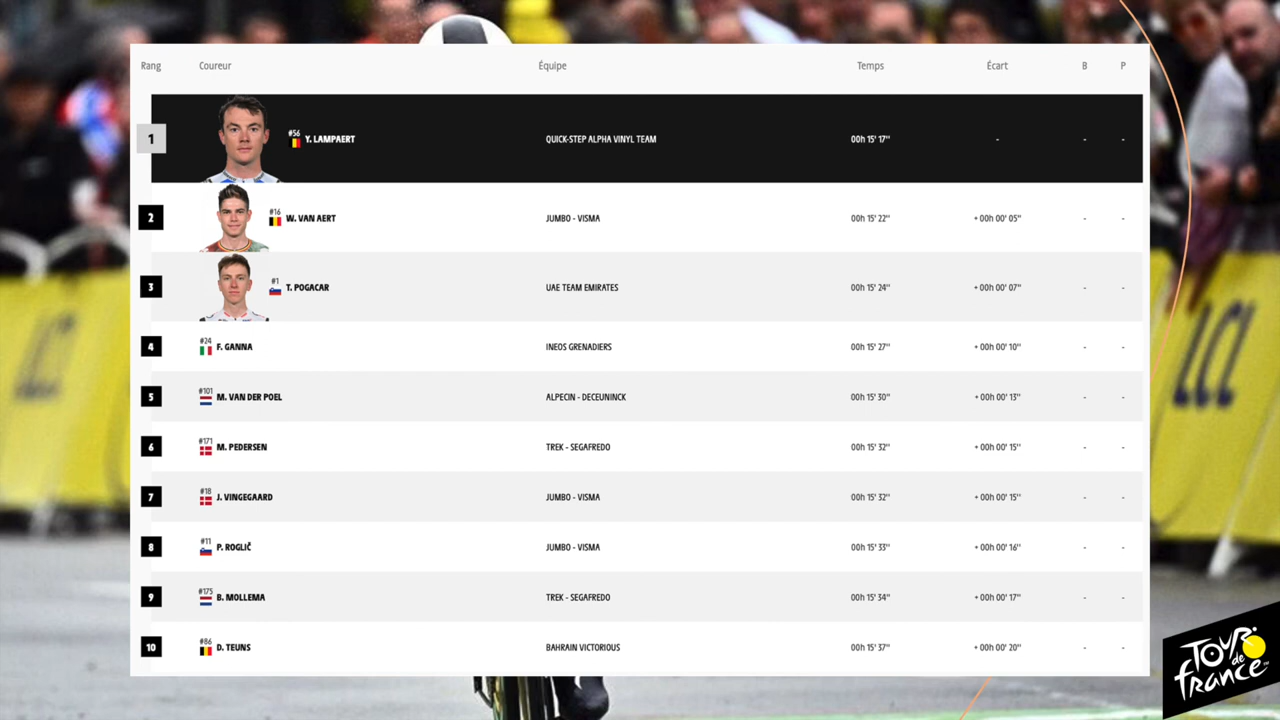 Rang Coureur Équipe Temps Écart B P
1 #56 Y. LAMPAERT QUICK-STEP ALPHA VINYL TEAM 00h 15' 17'' - - -
2 #16 W. VAN AERT JUMBO - VISMA 00h 15' 22'' + 00h 00' 05'' - -
3 #1 T. POGACAR UAE TEAM EMIRATES 00h 15' 24'' + 00h 00' 07'' - -
4 #24 F. GANNA INEOS GRENADIERS 00h 15' 27'' + 00h 00' 10'' - -
5 #101 M. VAN DER POEL ALPECIN - DECEUNINCK 00h 15' 30'' + 00h 00' 13'' - -
6 #171 M. PEDERSEN TREK - SEGAFREDO 00h 15' 32'' + 00h 00' 15'' - -
7 #18 J. VINGEGAARD JUMBO - VISMA 00h 15' 32'' + 00h 00' 15'' - -
8 #11 P. ROGLIČ JUMBO - VISMA 00h 15' 33'' + 00h 00' 16'' - -
9 #175 B. MOLLEMA TREK - SEGAFREDO 00h 15' 34'' + 00h 00' 17'' - -
10 #86 D. TEUNS BAHRAIN VICTORIOUS 00h 15' 37'' + 00h 00' 20'' - -
TOUR
de
france